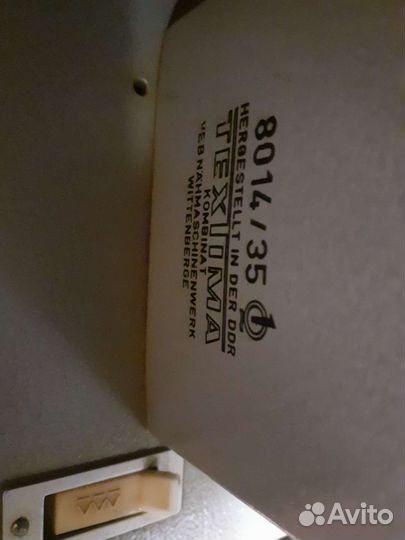 8014/35
HERGESTELLT IN DER DDR
TEXTIMA
KOMBINAT
VEB NÄHMASCHINENWERK
WITTENBERGE
Avito